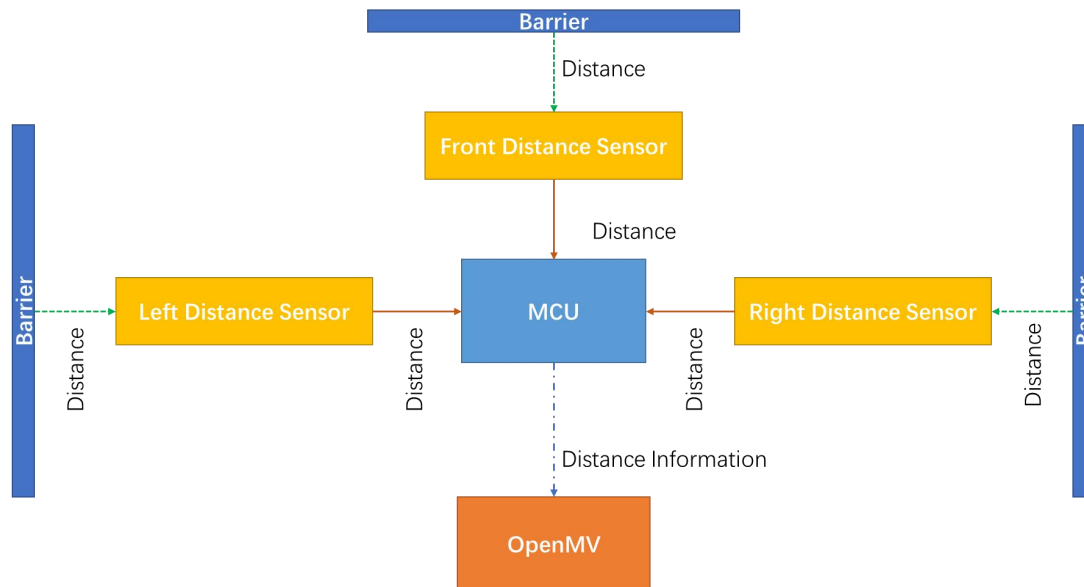 Barrier
Distance
Front Distance Sensor
Distance
Barrier
Distance
Left Distance Sensor
Distance
MCU
Distance
Right Distance Sensor
Distance
Barrier
Distance Information
OpenMV